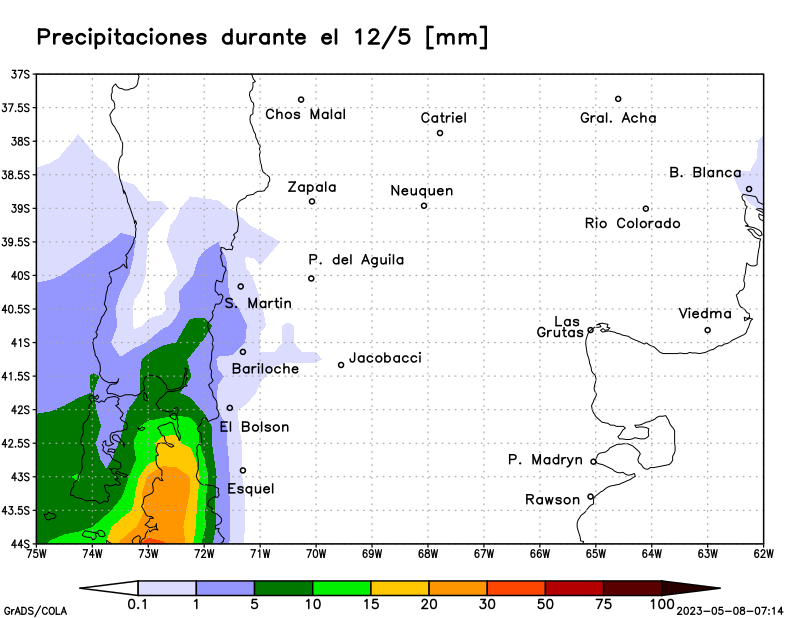 Precipitaciones durante el 12/5 [mm]
37S
37.5S
Chos Malal
Catriel
Gral. Acha
38S
38.5S
B. Blanca
Zapala
Neuquen
39S
Rio Colorado
39.5S
P. del Aguila
40S
S. Martin
40.5S
Las
Grutas
Viedma
41S
Jacobacci
Bariloche
41.5S
42S
El Bolson
42.5S
P. Madryn
43S
Esquel
Rawson
43.5S
44S
75W 74W 73W 72W 71W 70W 69W 68W 67W 66W 65W 64W 63W 62W
0.1 1 5 10 15 20 30 50 75 100
GrADS/COLA
2023-05-08-07:14